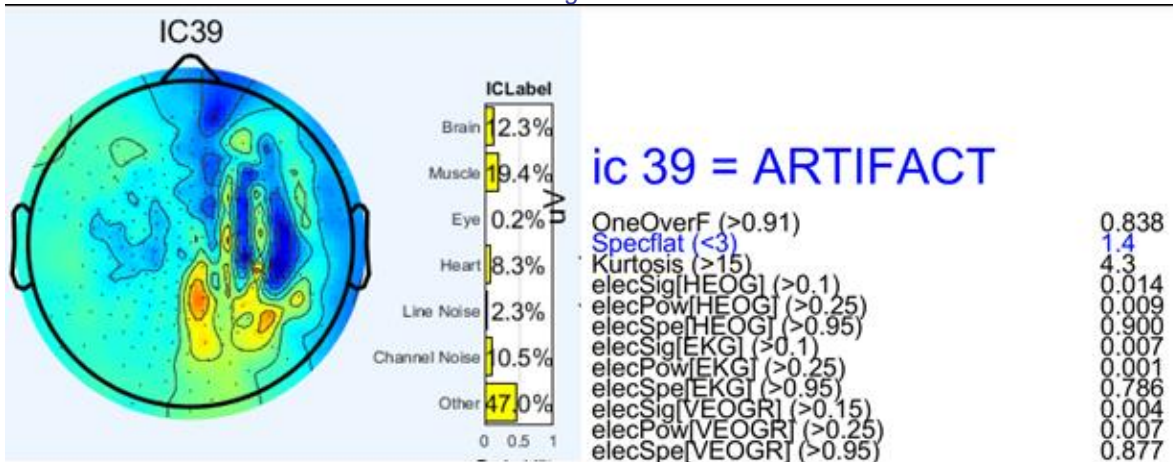 IC39
ICLabel
Brain 12.3%
Muscle 19.4%
Eye 0.2%
Heart 8.3%
Line Noise 2.3%
Channel Noise 10.5%
Other 47.0%
0 0.5 1
uV
ic 39 = ARTIFACT
OneOverF (>0.91) 0.838
Specflat (<3) 1.4
Kurtosis (>15) 4.3
elecSig[HEOG] (>0.1) 0.014
elecPow[HEOG] (>0.25) 0.009
elecSpe[HEOG] (>0.95) 0.900
elecSig[EKG] (>0.1) 0.007
elecPow[EKG] (>0.25) 0.001
elecSpe[EKG] (>0.95) 0.786
elecSig[VEOGR] (>0.15) 0.004
elecPow[VEOGR] (>0.25) 0.007
elecSpe[VEOGR] (>0.95) 0.877